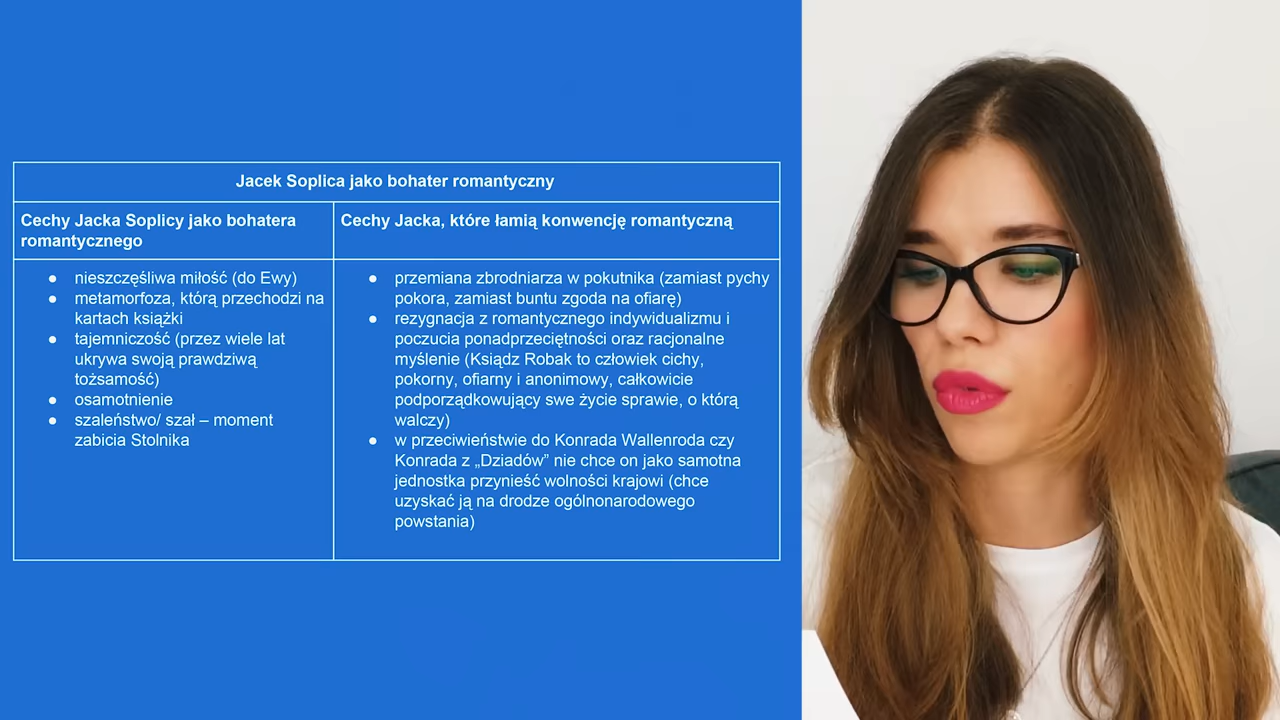 Jacek Soplica jako bohater romantyczny
Cechy Jacka Soplicy jako bohatera
romantycznego
Cechy Jacka, które łamią konwencję romantyczną
● nieszczęśliwa miłość (do Ewy)
● metamorfoza, którą przechodzi na
kartach książki
● tajemniczość (przez wiele lat
ukrywa swoją prawdziwą
tożsamość)
● osamotnienie
● szaleństwo/ szał – moment
zabicia Stolnika
● przemiana zbrodniarza w pokutnika (zamiast pychy
pokora, zamiast buntu zgoda na ofiarę)
● rezygnacja z romantycznego indywidualizmu i
poczucia ponadprzeciętności oraz racjonalne
myślenie (Ksiądz Robak to człowiek cichy,
pokorny, ofiarny i anonimowy, całkowicie
podporządkowujący swe życie sprawie, o którą
walczy)
● w przeciwieństwie do Konrada Wallenroda czy
Konrada z „Dziadów” nie chce on jako samotna
jednostka przynieść wolności krajowi (chce
uzyskać ją na drodze ogólnonarodowego
powstania)